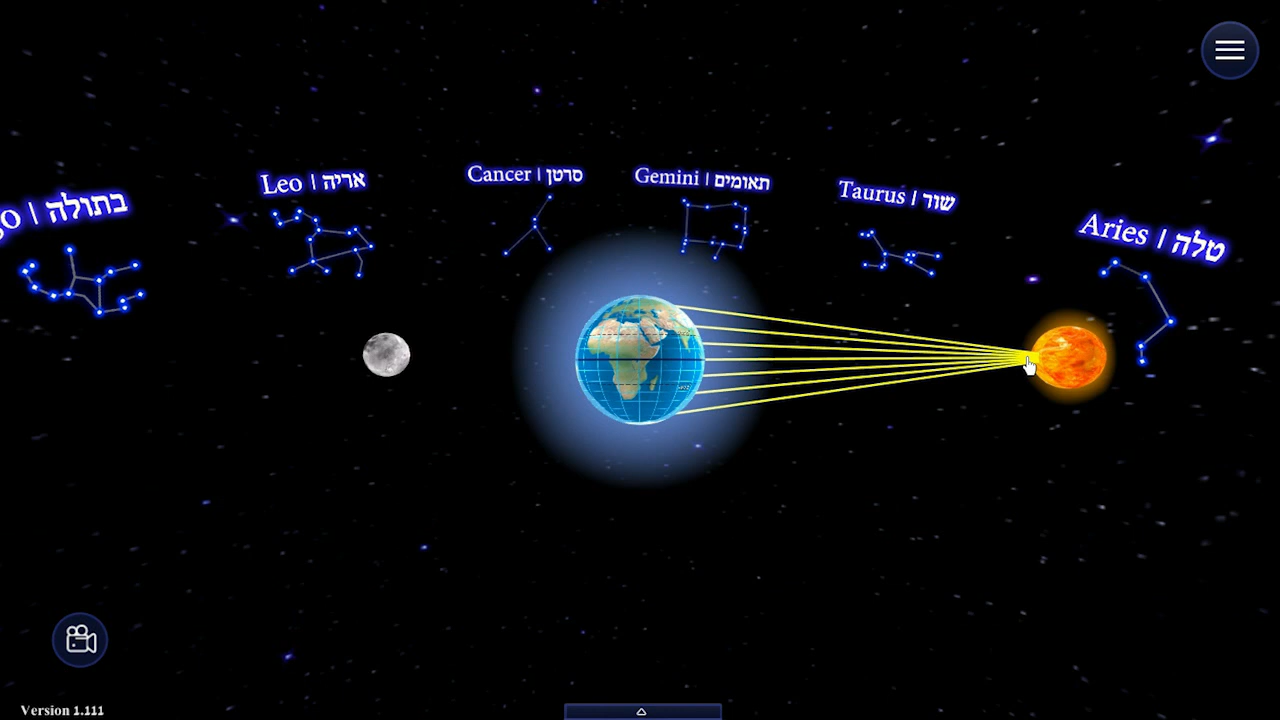 Cancer | סרטן
Gemini | תאומים
Leo | אריה
Taurus | שור
o | בתולה
Aries | טלה
Version 1.111